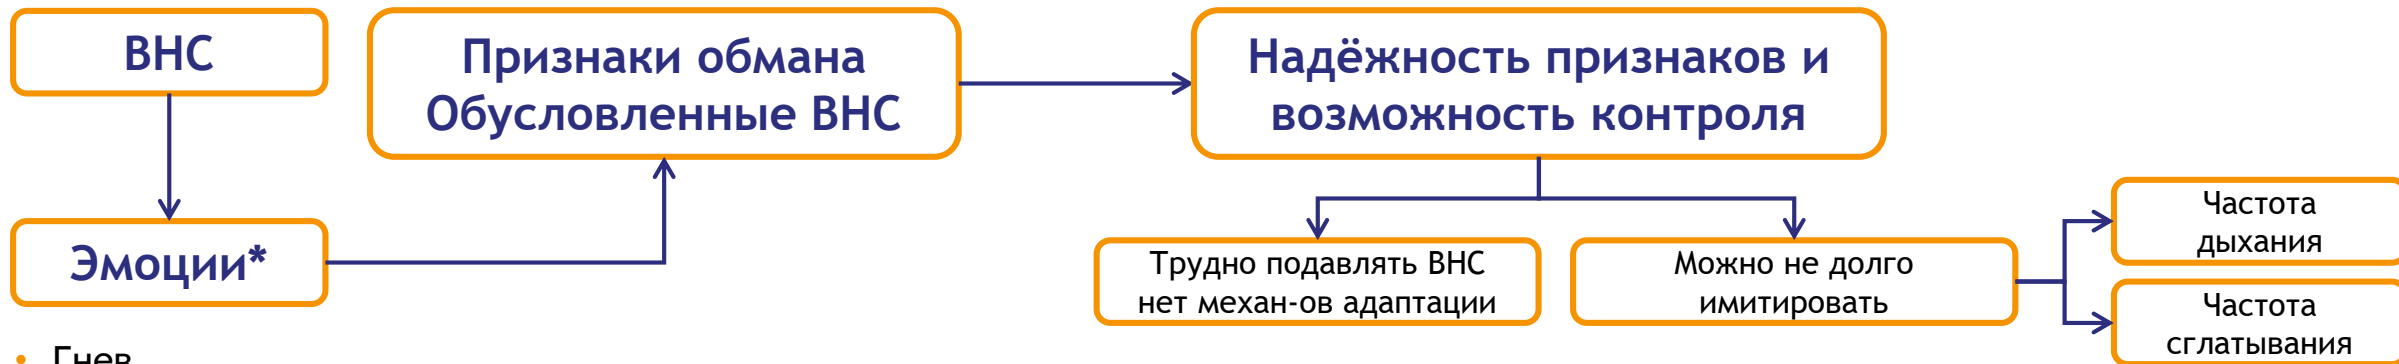 ВНС
Признаки обмана
Обусловленные ВНС
Надёжность признаков и
возможность контроля
Эмоции*
Трудно подавлять ВНС
нет механ-ов адаптации
Можно не долго
имитировать
Частота
дыхания
Частота
сглатывания
• Гнев